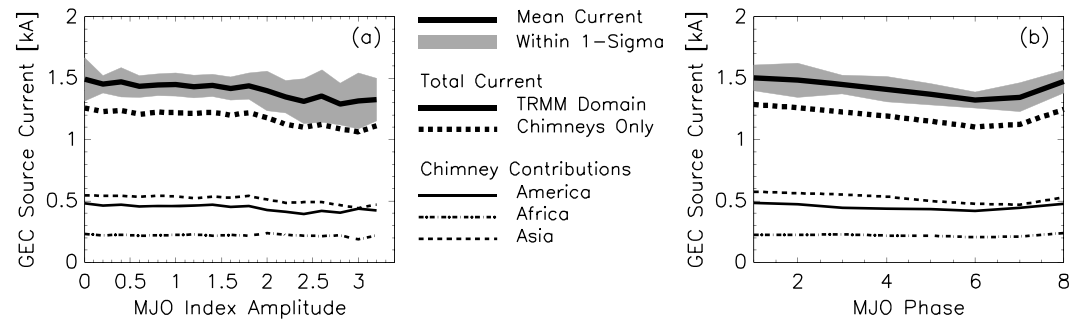 GEC Source Current [kA]
2
1.5
1
0.5
0
(a)
0 0.5 1 1.5 2 2.5 3
MJO Index Amplitude
Mean Current
Within 1-Sigma
Total Current
TRMM Domain
Chimneys Only
Chimney Contributions
America
Africa
Asia
GEC Source Current [kA]
2
1.5
1
0.5
0
(b)
2 4 6 8
MJO Phase